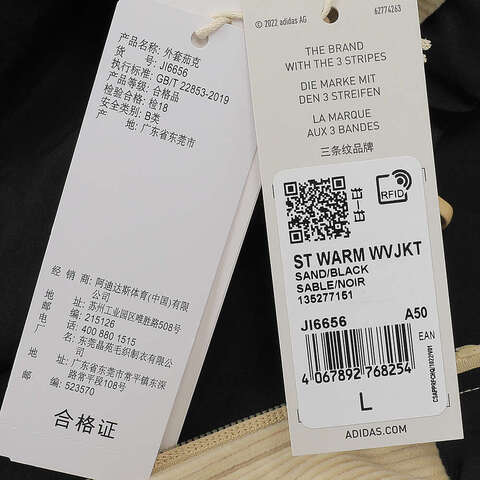 产品名称: 外套茄克
货 号: JI6656
执行标准: GB/T 22853-2019
产品等级: 合格品
检验合格: 检18
安全类别: B类
产 地: 广东省东莞市
经 销 商: 阿迪达斯体育(中国)有限
公司
地 址: 苏州工业园区唯胜路508号
邮 编: 215126
电 话: 400 880 1515
东莞晶苑毛织制衣有限公司
地 址: 广东省东莞市常平镇东深
路常平段108号
邮 编: 523570
合格证
© 2022 adidas AG
62774263
THE BRAND
WITH THE 3 STRIPES
DIE MARKE MIT
DEN 3 STREIFEN
LA MARQUE
AUX 3 BANDES
三条纹品牌
RFID
ST WARM WVJKT
SAND/BLACK
SABLE/NOIR
135277151
JI6656
A50
EAN
4 067892 768254
L
ADIDAS.COM